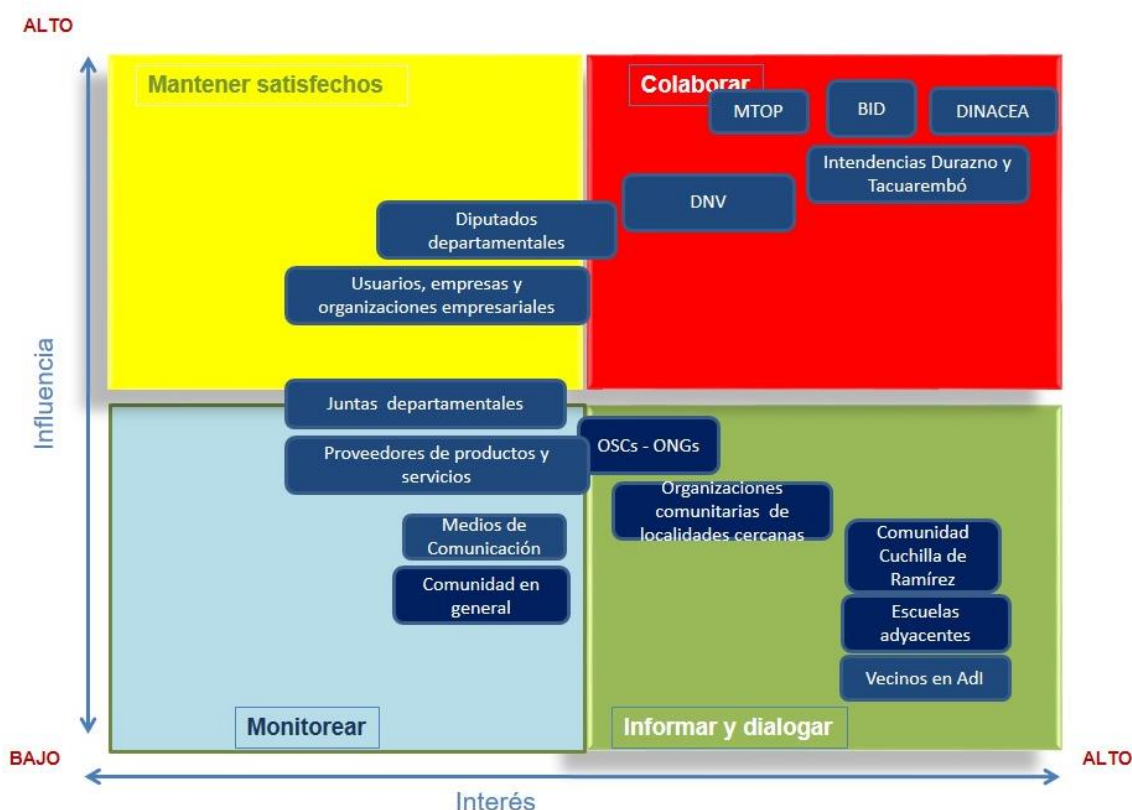 ALTO
Mantener satisfechos
Colaborar
MTOP
BID
DINACEA
Intendencias Durazno y
Tacuarembó
DNV
Diputados
departamentales
Usuarios, empresas y
organizaciones empresariales
Influencia
Juntas  departamentales
OSCs - ONGs
Proveedores de productos y
servicios
Organizaciones
comunitarias  de
localidades cercanas
Medios de
Comunicación
Comunidad
Cuchilla de
Ramírez
Comunidad en
general
Escuelas
adyacentes
Vecinos en AdI
Monitorear
Informar y dialogar
BAJO
ALTO
Interés